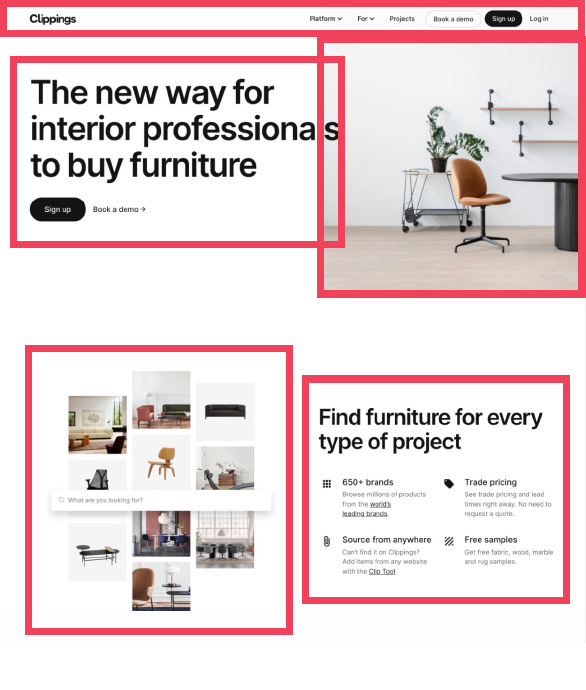 Clippings
Platform
For
Projects
Book a demo
Sign up
Log in
The new way for
interior professionals
to buy furniture
Sign up
Book a demo →
What are you looking for?
Find furniture for every
type of project
650+ brands
Browse millions of products
from the world's
leading brands.
Trade pricing
See trade pricing and lead
times right away. No need to
request a quote.
Source from anywhere
Can't find it on Clippings?
Add items from any website
with the Clip Tool.
Free samples
Get free fabric, wood, marble
and rug samples.